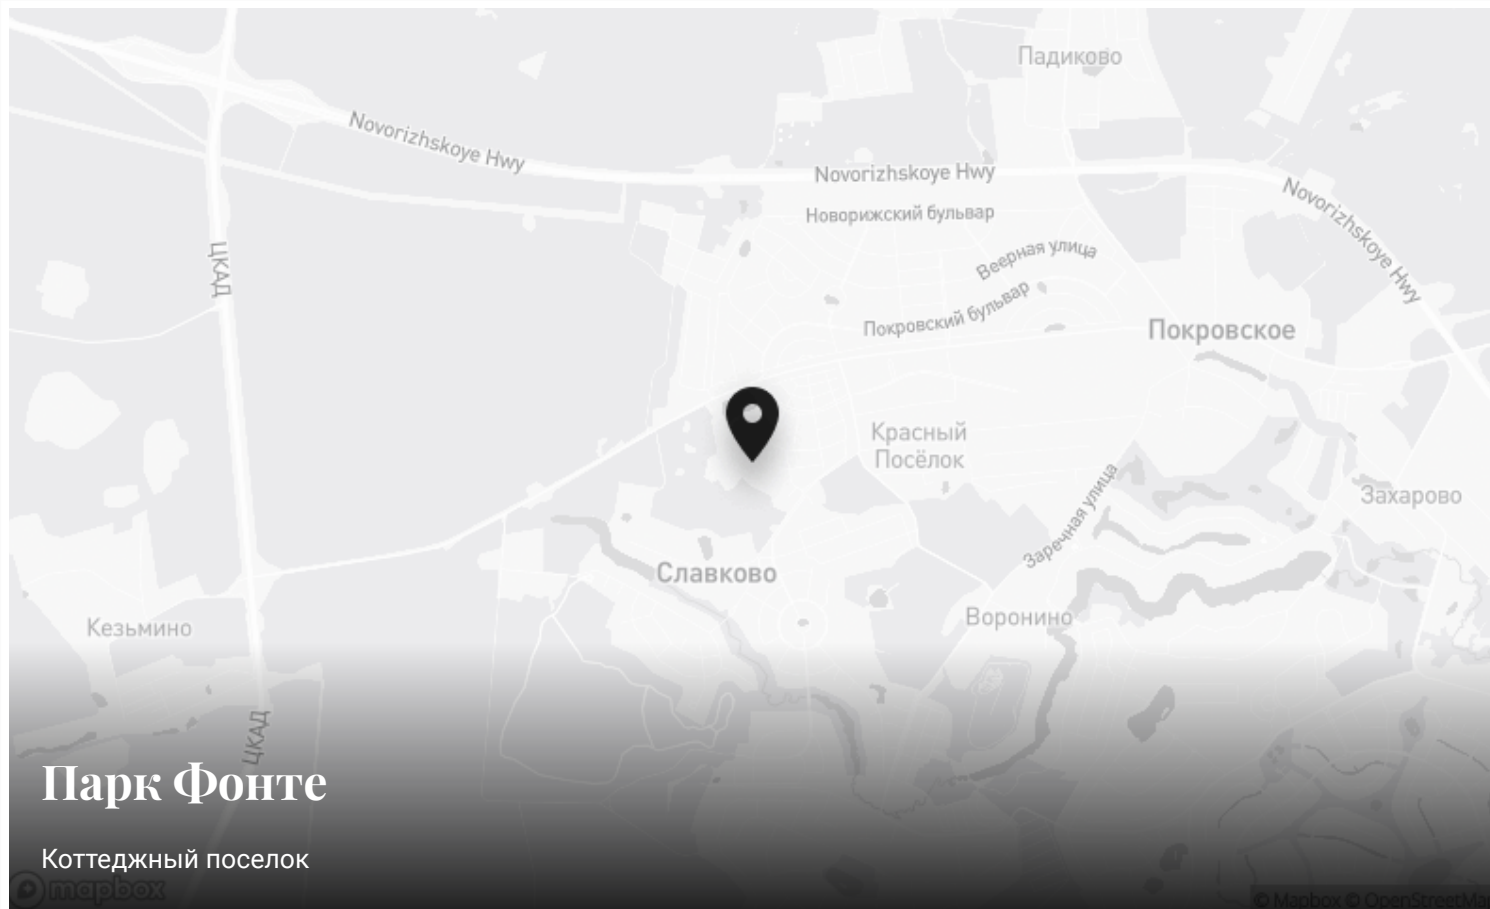 Падиково
Novorizhskoye Hwy
Novorizhskoye Hwy
Novorizhskoye Hwy
Новорижский бульвар
Веерная улица
ЦКАД
Покровский бульвар
Покровское
Красный
Посёлок
Захарово
Заречная улица
Славково
Воронино
Кезьмино
ЦКАД
Парк Фонте
Коттеджный поселок
mapbox
© Mapbox © OpenStreetMap